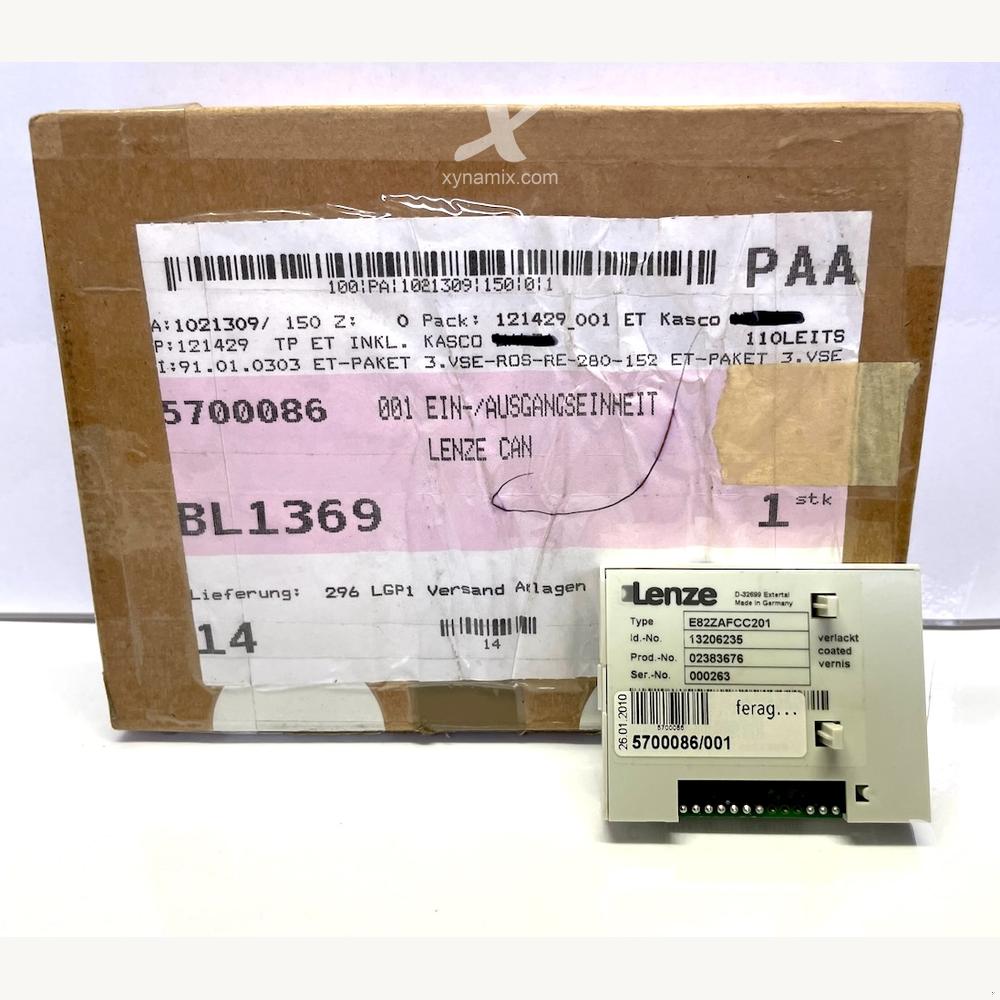 X
xynamix.com
100|PA|1021309|150|0|1
PAA
A:1021309/ 150 Z: 0 Pack: 121429_001 ET Kasco
P:121429 TP ET INKL. KASCO
110LEITS
I:91.01.0303 ET-PAKET 3.VSE-ROS-RE-280-152 ET-PAKET 3.VSE
5700086 001 EIN-/AUSGANGSEINHEIT
LENZE CAN
BL1369
1 stk
Lieferung: 296 LGP1 Versand Anlagen
14
14
Lenze
D-32699 Extertal
Made in Germany
Type E82ZAFCC201
Id.-No. 13206235
Prod.-No. 02383676
Ser.-No. 000263
verlackt
coated
vernis
26.01.2010
5700086
ferag...
5700086/001